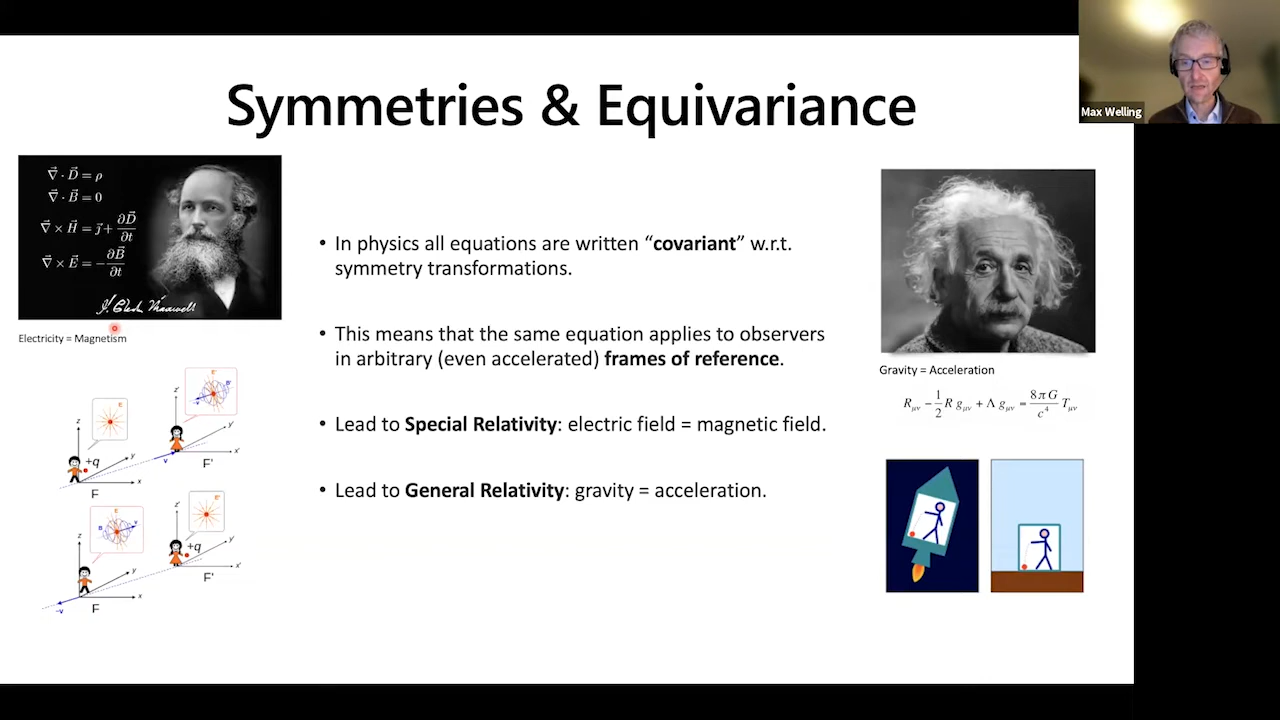 Symmetries & Equivariance
Max Welling
∇⃗ · D⃗ = ρ
∇⃗ · B⃗ = 0
∇⃗ × H⃗ = j⃗ + ∂D⃗/∂t
∇⃗ × E⃗ = −∂B⃗/∂t
J. Clerk Maxwell
Electricity = Magnetism
• In physics all equations are written “covariant” w.r.t.
symmetry transformations.
• This means that the same equation applies to observers
in arbitrary (even accelerated) frames of reference.
• Lead to Special Relativity: electric field = magnetic field.
• Lead to General Relativity: gravity = acceleration.
Gravity = Acceleration
R_μν − 1/2 R g_μν + Λ g_μν = 8πG/c⁴ T_μν
E
z
+q
y
x
F
E'
B'
-v
z'
y'
v
x'
F'
E
B
v
z
y
x
-v
F
E'
z'
+q
y'
x'
F'